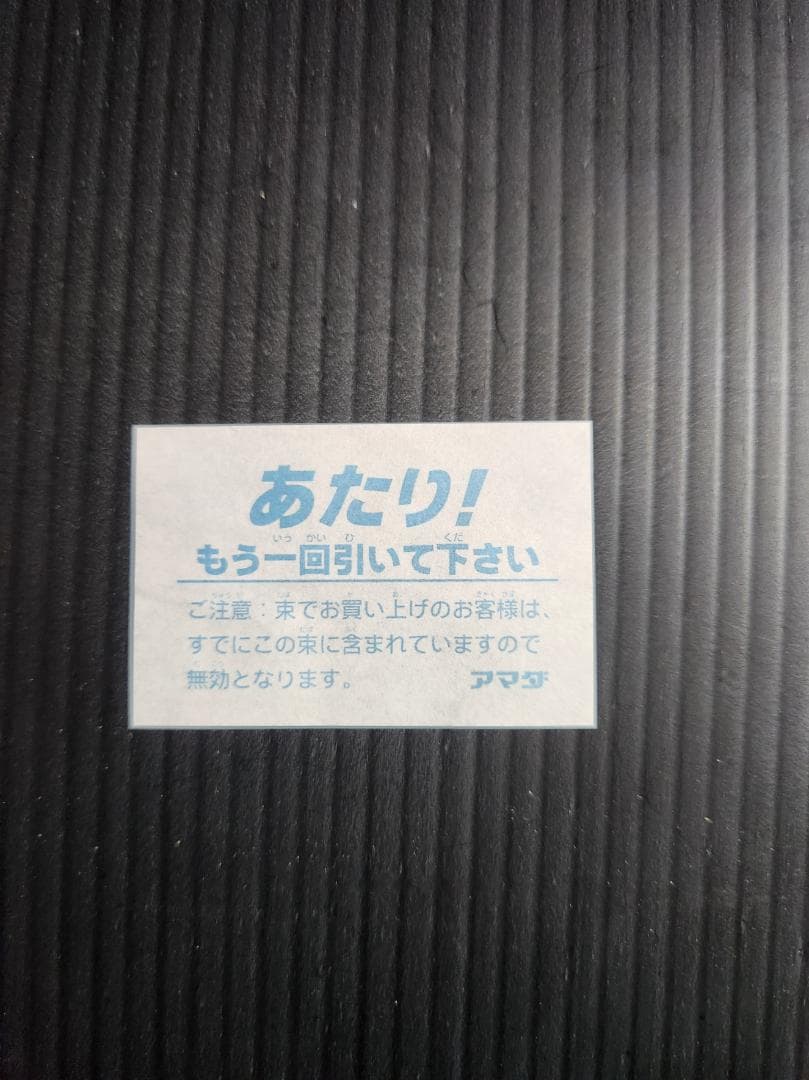 あたり!
もう一回引いて下さい
ご注意：束でお買い上げのお客様は、
すでにこの束に含まれていますので
無効となります。 アマダ